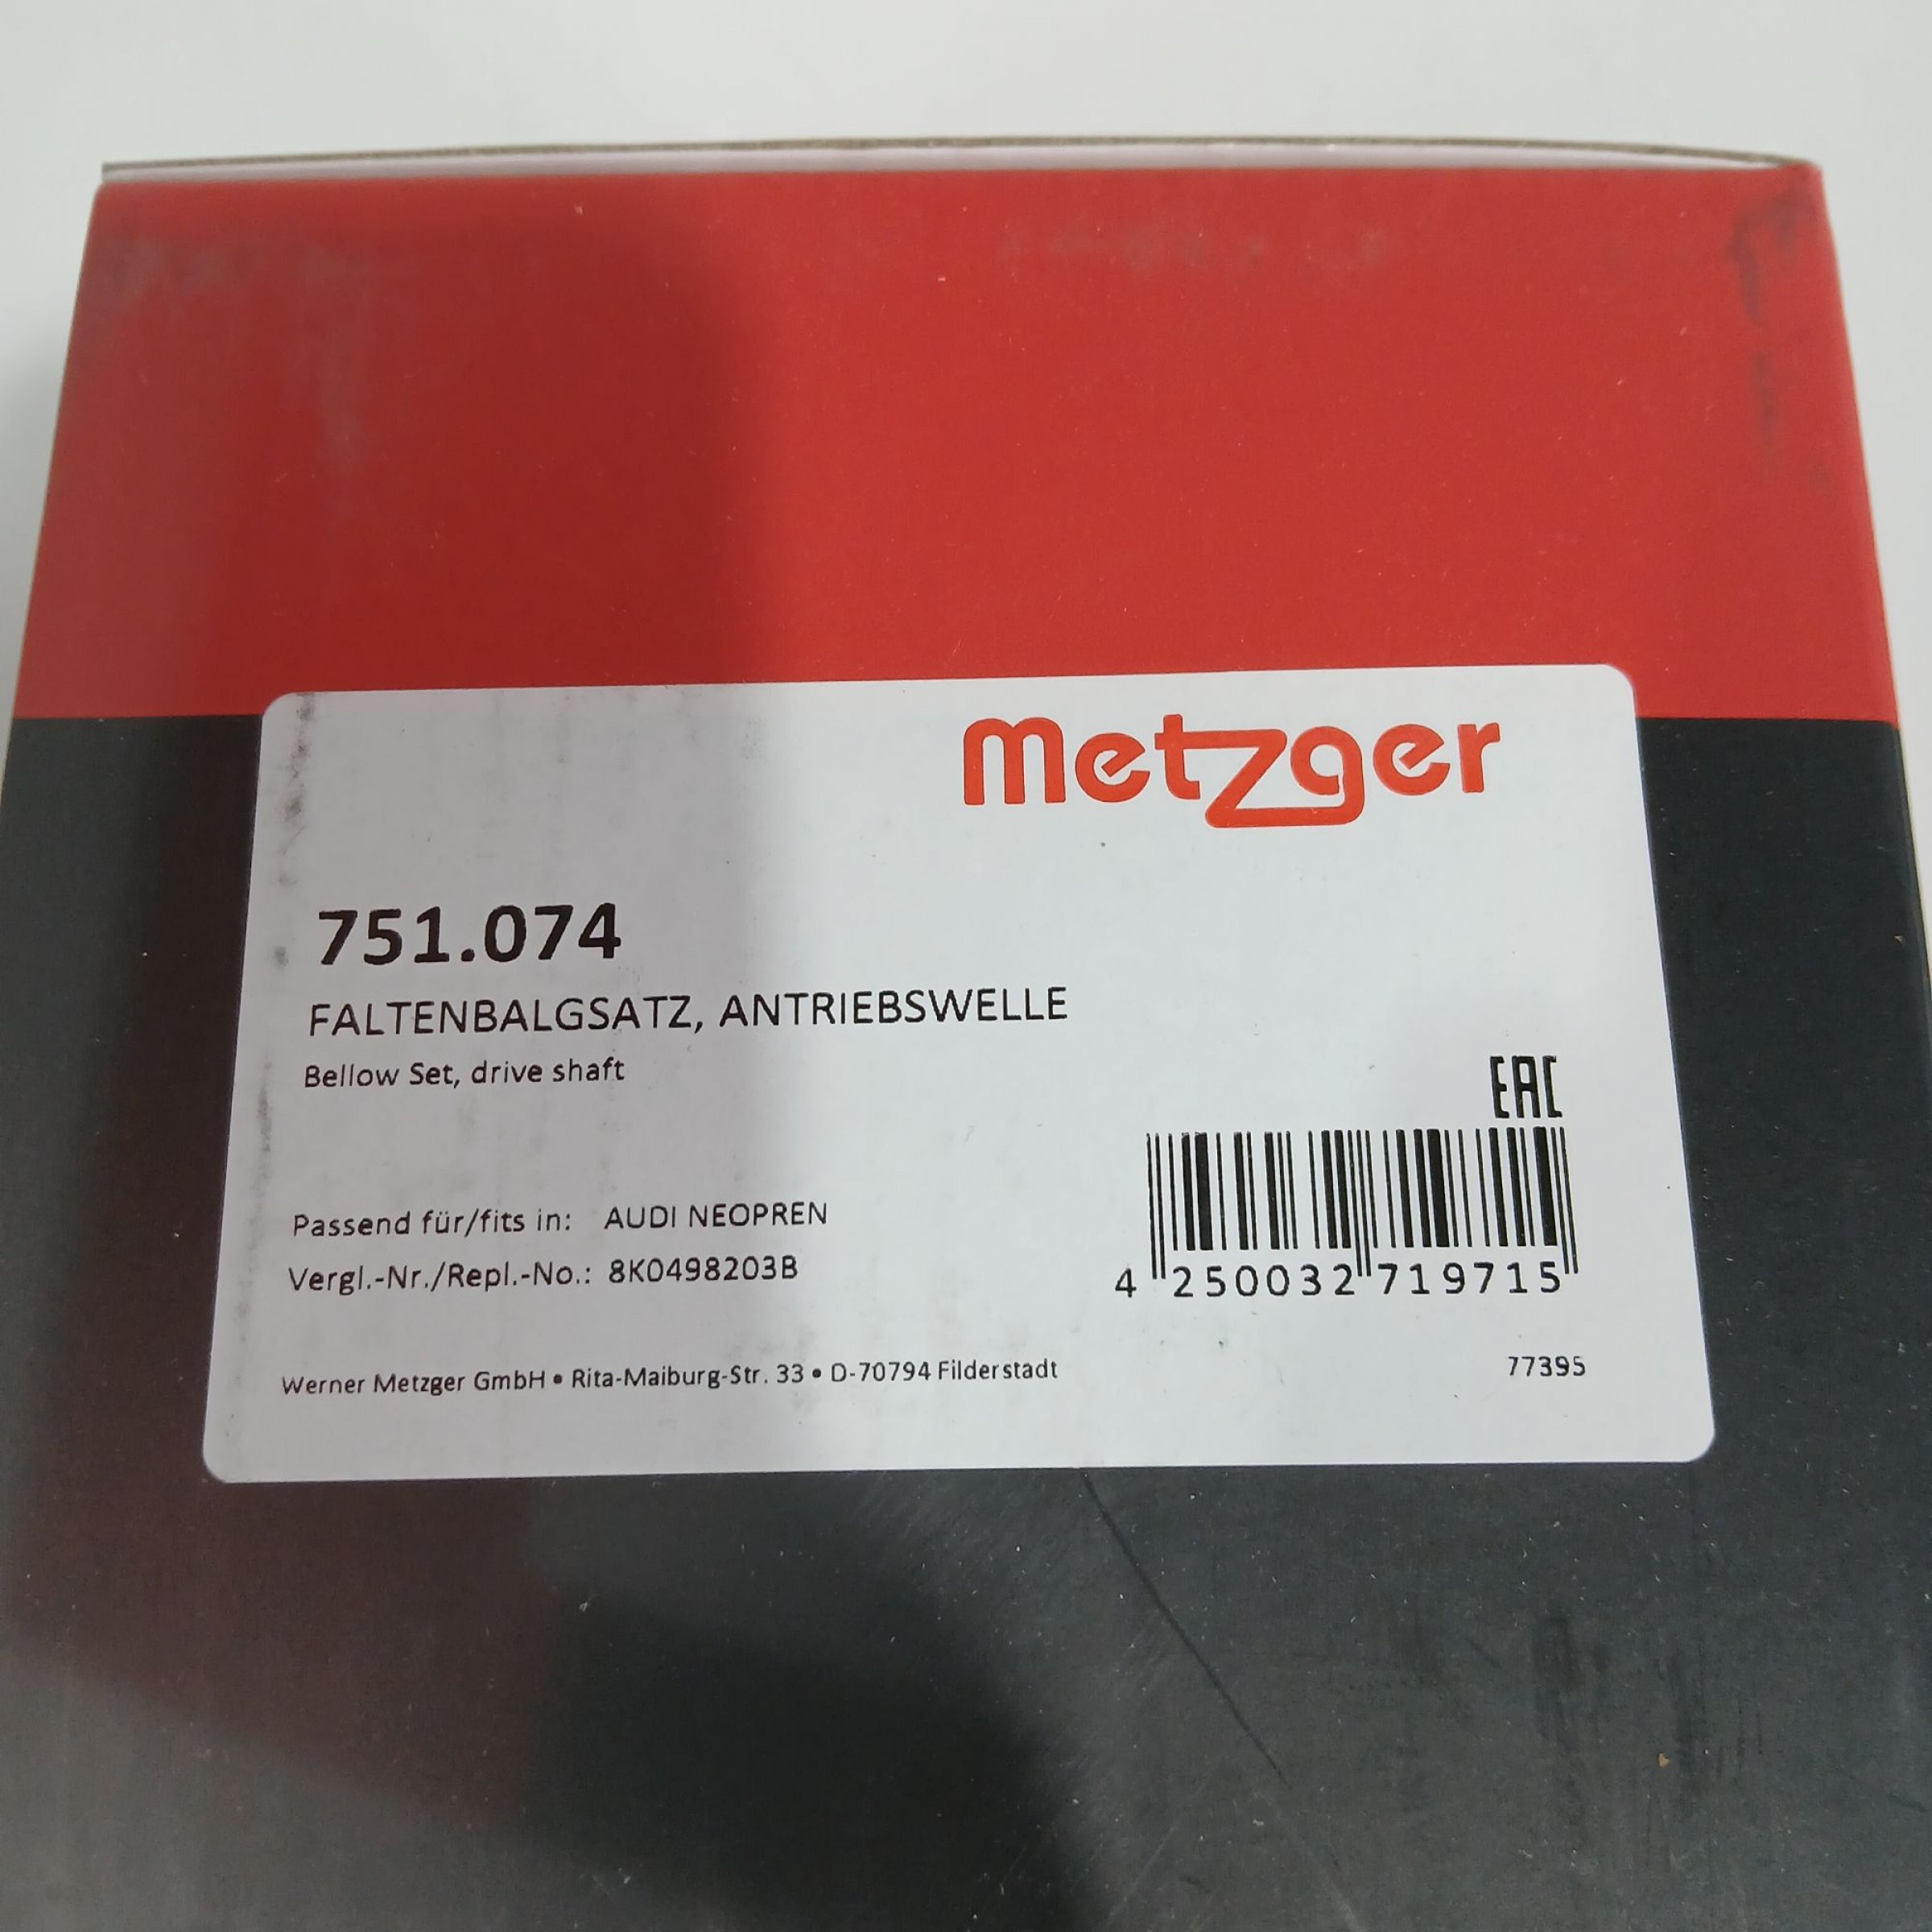 metzger
751.074
FALTENBALGSATZ, ANTRIEBSWELLE
Bellow Set, drive shaft
EAC
Passend für/fits in: AUDI NEOPREN
Vergl.-Nr./Repl.-No.: 8K0498203B
4 250032 719715
Werner Metzger GmbH • Rita-Maiburg-Str. 33 • D-70794 Filderstadt
77395